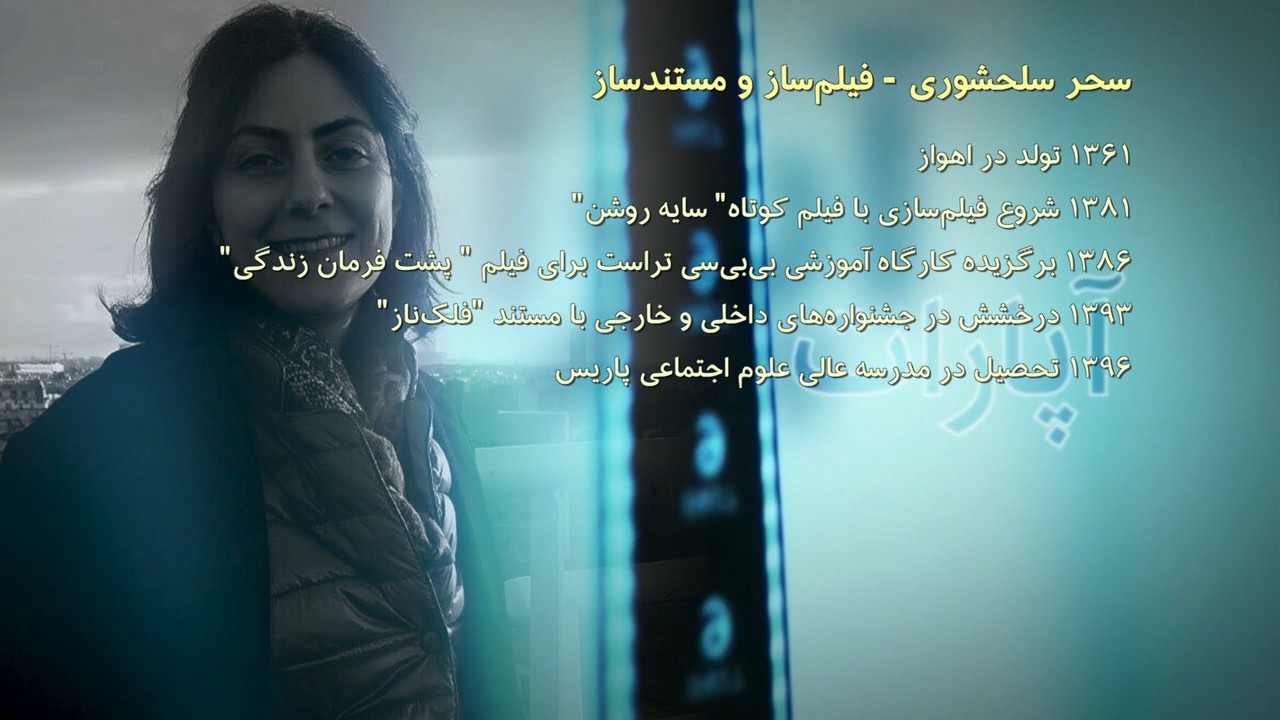 سحر سلحشوری - فیلم‌ساز و مستندساز
۱۳۶۱ تولد در اهواز
۱۳۸۱ شروع فیلم‌سازی با فیلم کوتاه" سایه روشن"
۱۳۸۶ برگزیده کارگاه آموزشی بی‌بی‌سی تراست برای فیلم " پشت فرمان زندگی"
۱۳۹۳ درخشش در جشنواره‌های داخلی و خارجی با مستند "فلک‌ناز"
۱۳۹۶ تحصیل در مدرسه عالی علوم اجتماعی پاریس
آپارات